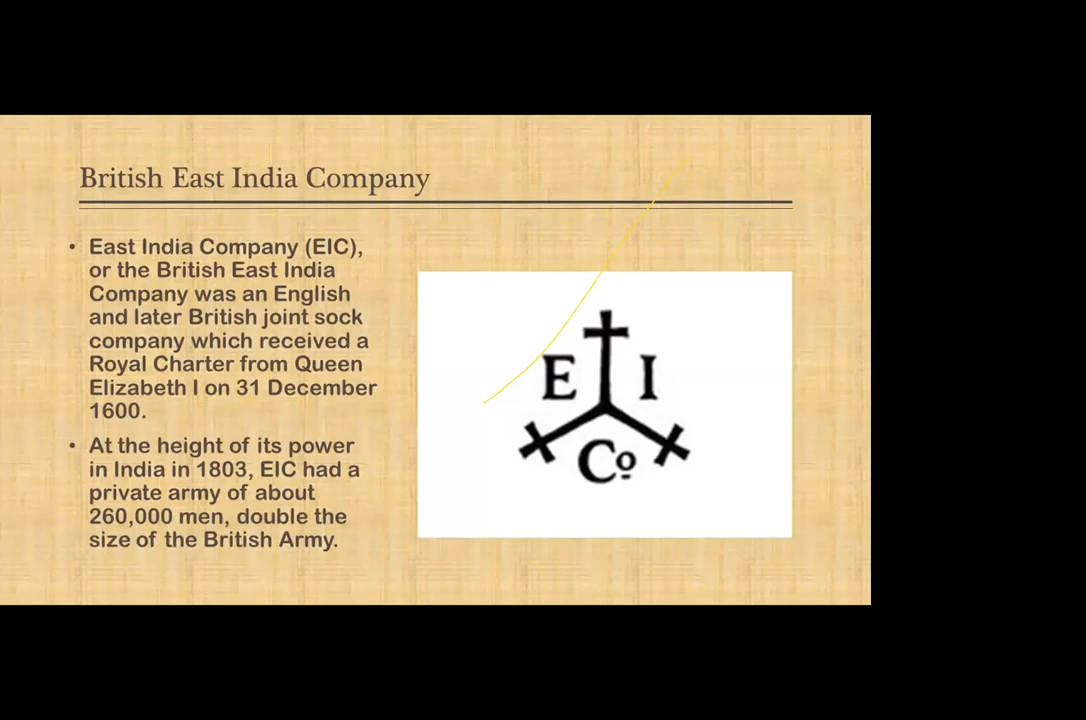 British East India Company
• East India Company (EIC),
or the British East India
Company was an English
and later British joint sock
company which received a
Royal Charter from Queen
Elizabeth I on 31 December
1600.
• At the height of its power
in India in 1803, EIC had a
private army of about
260,000 men, double the
size of the British Army.
E I
Co